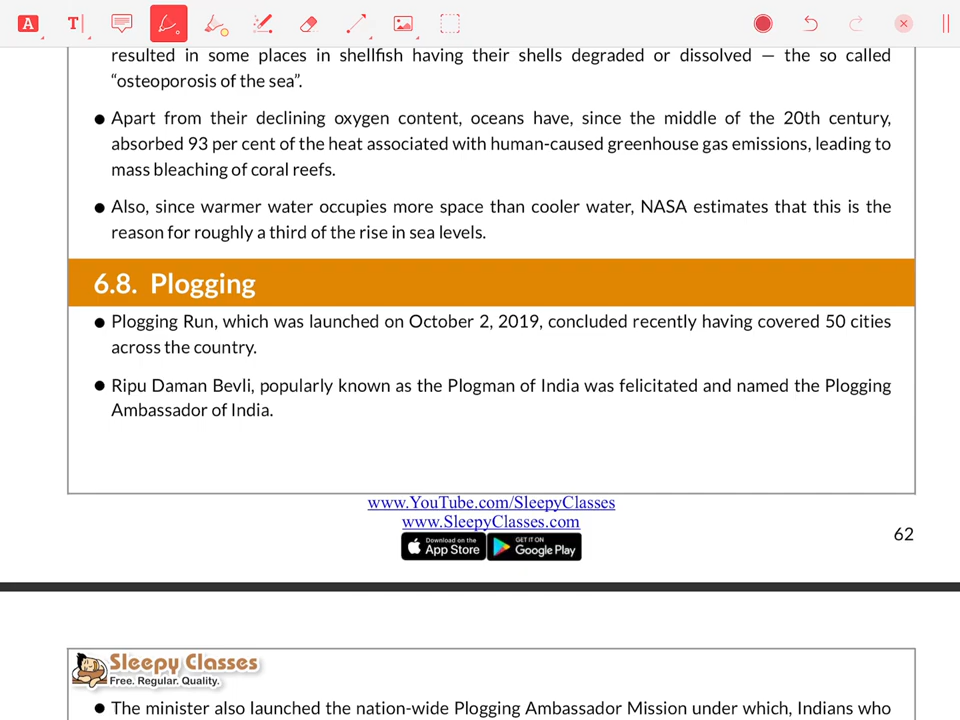 A T
resulted in some places in shellfish having their shells degraded or dissolved — the so called
“osteoporosis of the sea”.
● Apart from their declining oxygen content, oceans have, since the middle of the 20th century,
absorbed 93 per cent of the heat associated with human-caused greenhouse gas emissions, leading to
mass bleaching of coral reefs.
● Also, since warmer water occupies more space than cooler water, NASA estimates that this is the
reason for roughly a third of the rise in sea levels.
6.8. Plogging
● Plogging Run, which was launched on October 2, 2019, concluded recently having covered 50 cities
across the country.
● Ripu Daman Bevli, popularly known as the Plogman of India was felicitated and named the Plogging
Ambassador of India.
www.YouTube.com/SleepyClasses
www.SleepyClasses.com
Download on the App Store GET IT ON Google Play
62
Sleepy Classes
Free. Regular. Quality.
● The minister also launched the nation-wide Plogging Ambassador Mission under which, Indians who